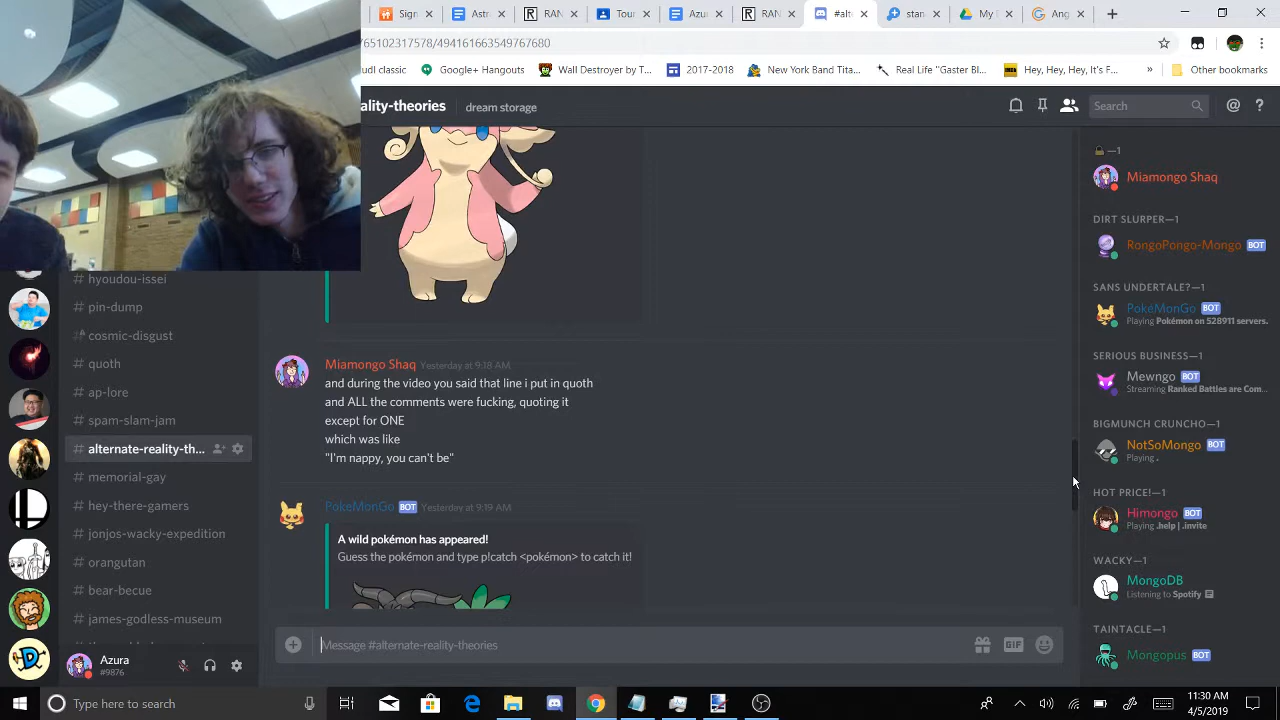 Sign
Ast
RAN
Tour
Azu
RAN
#alt
stan
My
Ang
65102317578/494161663549767680
udl classic
Google+ Hangouts
Wall Destroyer by T...
2017-2018
New York Band Tita...
Real Life "Gaster Bl...
Hey, Hey, Hey, It's F...
»
Other bookmarks
ality-theories
dream storage
Search
—1
Miamongo Shaq
DIRT SLURPER—1
RongoPongo-Mongo BOT
SANS UNDERTALE?—1
PokéMonGo BOT
Playing Pokémon on 528911 servers.
SERIOUS BUSINESS—1
Mewngo BOT
Streaming Ranked Battles are Com...
BIGMUNCH CRUNCHO—1
NotSoMongo BOT
Playing .
HOT PRICE!—1
Himongo BOT
Playing .help | .invite
WACKY—1
MongoDB
Listening to Spotify
TAINTACLE—1
Mongopus BOT
# hyoudou-issei
# pin-dump
cosmic-disgust
# quoth
# ap-lore
# spam-slam-jam
# alternate-reality-th...
# memorial-gay
# hey-there-gamers
# jonjos-wacky-expedition
# orangutan
# bear-becue
# james-godless-museum
Azura
#9876
Miamongo Shaq Yesterday at 9:18 AM
and during the video you said that line i put in quoth
and ALL the comments were fucking, quoting it
except for ONE
which was like
"I'm nappy, you can't be"
PokeMonGo BOT Yesterday at 9:19 AM
A wild pokémon has appeared!
Guess the pokémon and type p!catch <pokémon> to catch it!
Message #alternate-reality-theories
GIF
Type here to search
11:30 AM
4/5/2019